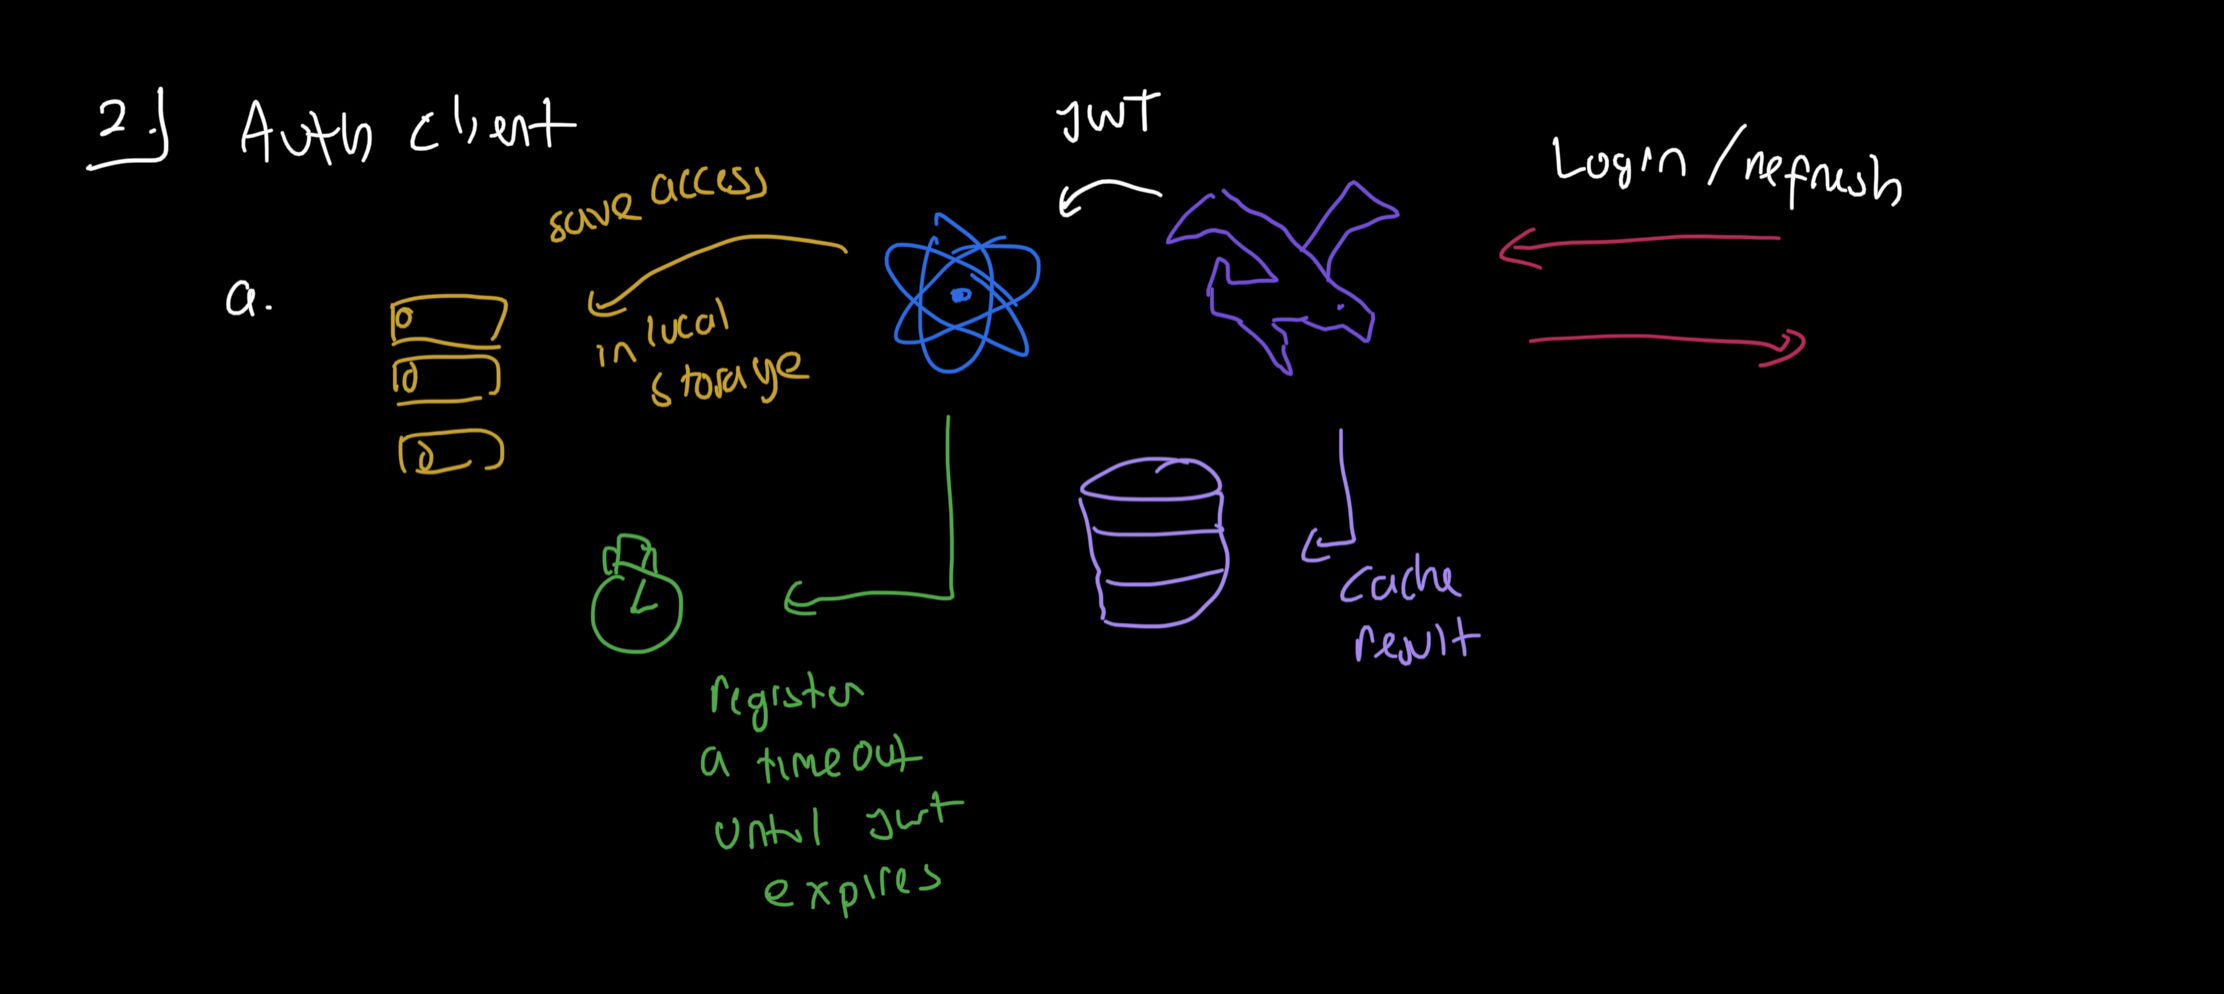 2.) Auth client
a.
save access
in local
storage
JWT
Login/refresh
cache
result
register
a timeout
until jwt
expires